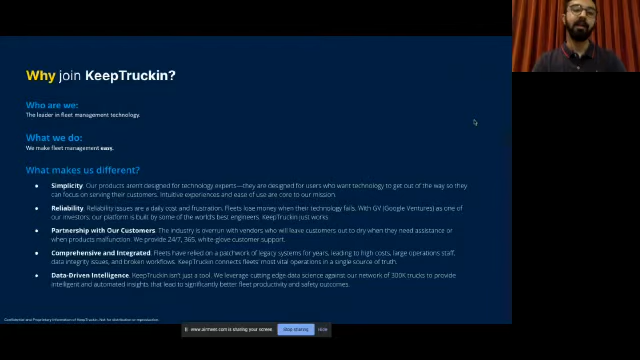 Why join KeepTruckin?
Who are we:
The leader in fleet management technology.
What we do:
We make fleet management easy.
What makes us different?
● Simplicity. Our products aren't designed for technology experts—they are designed for users who want technology to get out of the way so they
can focus on serving their customers. Intuitive experiences and ease of use are core to our mission.
● Reliability. Reliability issues are a daily cost and frustration. Fleets lose money when their technology fails. With GV (Google Ventures) as one of
our investors, our platform is built by some of the world's best engineers. KeepTruckin just works.
● Partnership with Our Customers. The industry is overrun with vendors who will leave customers out to dry when they need assistance or
when products malfunction. We provide 24/7, 365, white-glove customer support.
● Comprehensive and Integrated. Fleets have relied on a patchwork of legacy systems for years, leading to high costs, large operations staff,
data integrity issues, and broken workflows. KeepTruckin connects fleets' most vital operations in a single source of truth.
● Data-Driven Intelligence. KeepTruckin isn't just a tool. We leverage cutting edge data science against our network of 300K trucks to provide
intelligent and automated insights that lead to significantly better fleet productivity and safety outcomes.
Confidential and Proprietary Information of KeepTruckin. Not for distribution or reproduction.
www.airmeet.com is sharing your screen. Stop sharing Hide